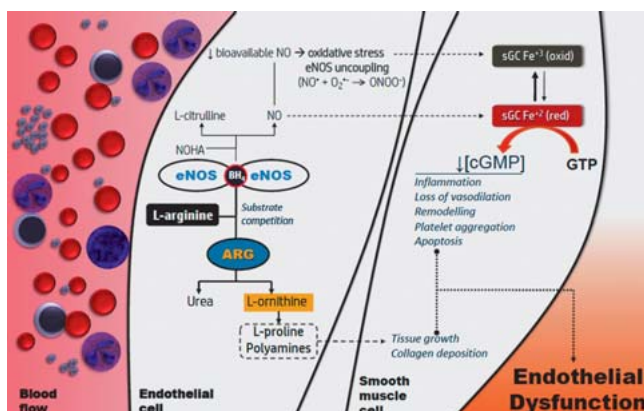 ↓ bioavailable NO → oxidative stress
eNOS uncoupling
(NO• + O₂•⁻ → ONOO⁻)
sGC Fe⁺³ (oxid)
L-citrulline
NO
sGC Fe⁺² (red)
NOHA
↓[cGMP]
GTP
eNOS
BH₄
eNOS
Inflammation
Loss of vasodilation
Remodelling
Platelet aggregation
Apoptosis
L-arginine
Substrate
competition
ARG
Urea
L-ornithine
L-proline
Polyamines
Tissue growth
Collagen deposition
Blood
flow
Endothelial
cell
Smooth
muscle
cell
Endothelial
Dysfunction